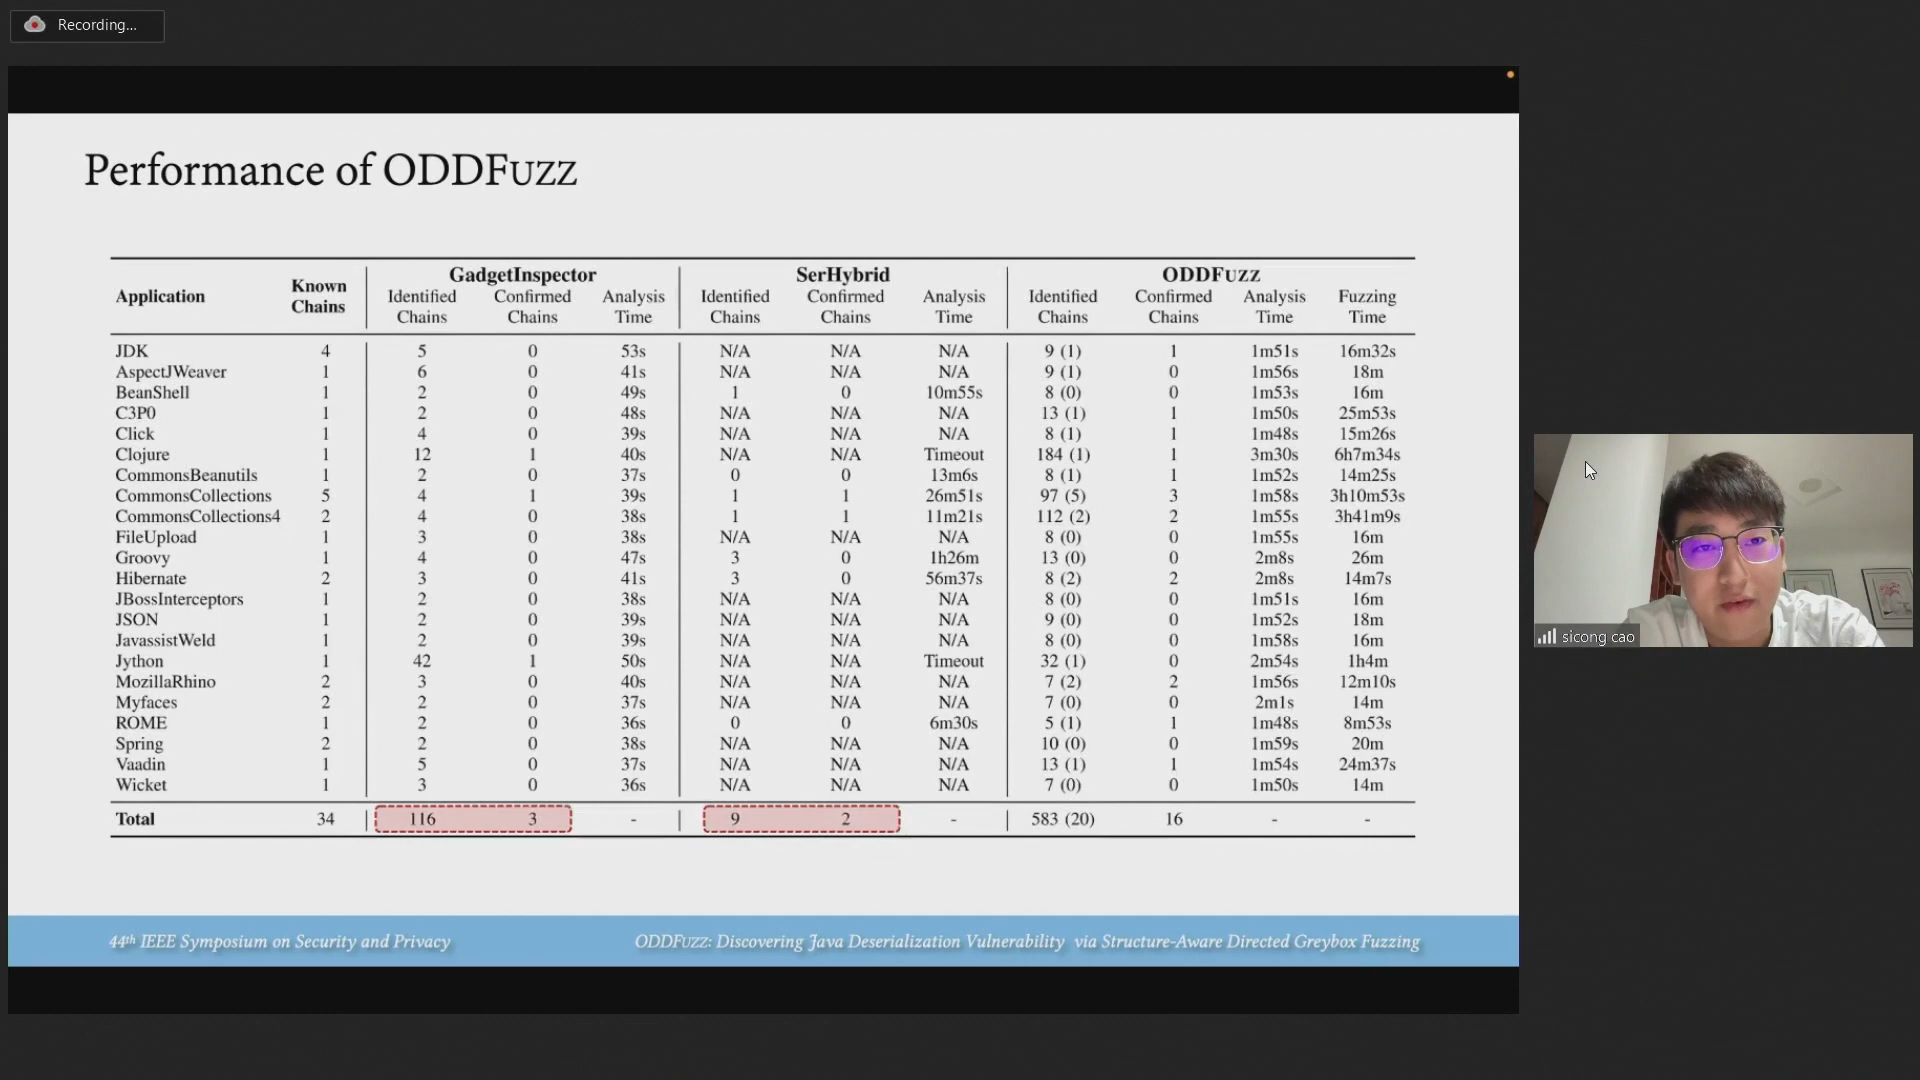 Recording...
Performance of ODDFUZZ
Application Known Chains GadgetInspector SerHybrid ODDFUZZ
Identified Chains Confirmed Chains Analysis Time Identified Chains Confirmed Chains Analysis Time Identified Chains Confirmed Chains Analysis Time Fuzzing Time
JDK 4 5 0 53s N/A N/A N/A 9 (1) 1 1m51s 16m32s
AspectJWeaver 1 6 0 41s N/A N/A N/A 9 (1) 0 1m56s 18m
BeanShell 1 2 0 49s 1 0 10m55s 8 (0) 0 1m53s 16m
C3P0 1 2 0 48s N/A N/A N/A 13 (1) 1 1m50s 25m53s
Click 1 4 0 39s N/A N/A N/A 8 (1) 1 1m48s 15m26s
Clojure 1 12 1 40s N/A N/A Timeout 184 (1) 1 3m30s 6h7m34s
CommonsBeanutils 1 2 0 37s 0 0 13m6s 8 (1) 1 1m52s 14m25s
CommonsCollections 5 4 1 39s 1 1 26m51s 97 (5) 3 1m58s 3h10m53s
CommonsCollections4 2 4 0 38s 1 1 11m21s 112 (2) 2 1m55s 3h41m9s
FileUpload 1 3 0 38s N/A N/A N/A 8 (0) 0 1m55s 16m
Groovy 1 4 0 47s 3 0 1h26m 13 (0) 0 2m8s 26m
Hibernate 2 3 0 41s 3 0 56m37s 8 (2) 2 2m8s 14m7s
JBossInterceptors 1 2 0 38s N/A N/A N/A 8 (0) 0 1m51s 16m
JSON 1 2 0 39s N/A N/A N/A 9 (0) 0 1m52s 18m
JavassistWeld 1 2 0 39s N/A N/A N/A 8 (0) 0 1m58s 16m
Jython 1 42 1 50s N/A N/A Timeout 32 (1) 0 2m54s 1h4m
MozillaRhino 2 3 0 40s N/A N/A N/A 7 (2) 2 1m56s 12m10s
Myfaces 2 2 0 37s N/A N/A N/A 7 (0) 0 2m1s 14m
ROME 1 2 0 36s 0 0 6m30s 5 (1) 1 1m48s 8m53s
Spring 2 2 0 38s N/A N/A N/A 10 (0) 0 1m59s 20m
Vaadin 1 5 0 37s N/A N/A N/A 13 (1) 1 1m54s 24m37s
Wicket 1 3 0 36s N/A N/A N/A 7 (0) 0 1m50s 14m
Total 34 116 3 - 9 2 - 583 (20) 16 - -
44th IEEE Symposium on Security and Privacy
ODDFUZZ: Discovering Java Deserialization Vulnerability via Structure-Aware Directed Greybox Fuzzing
sicong cao